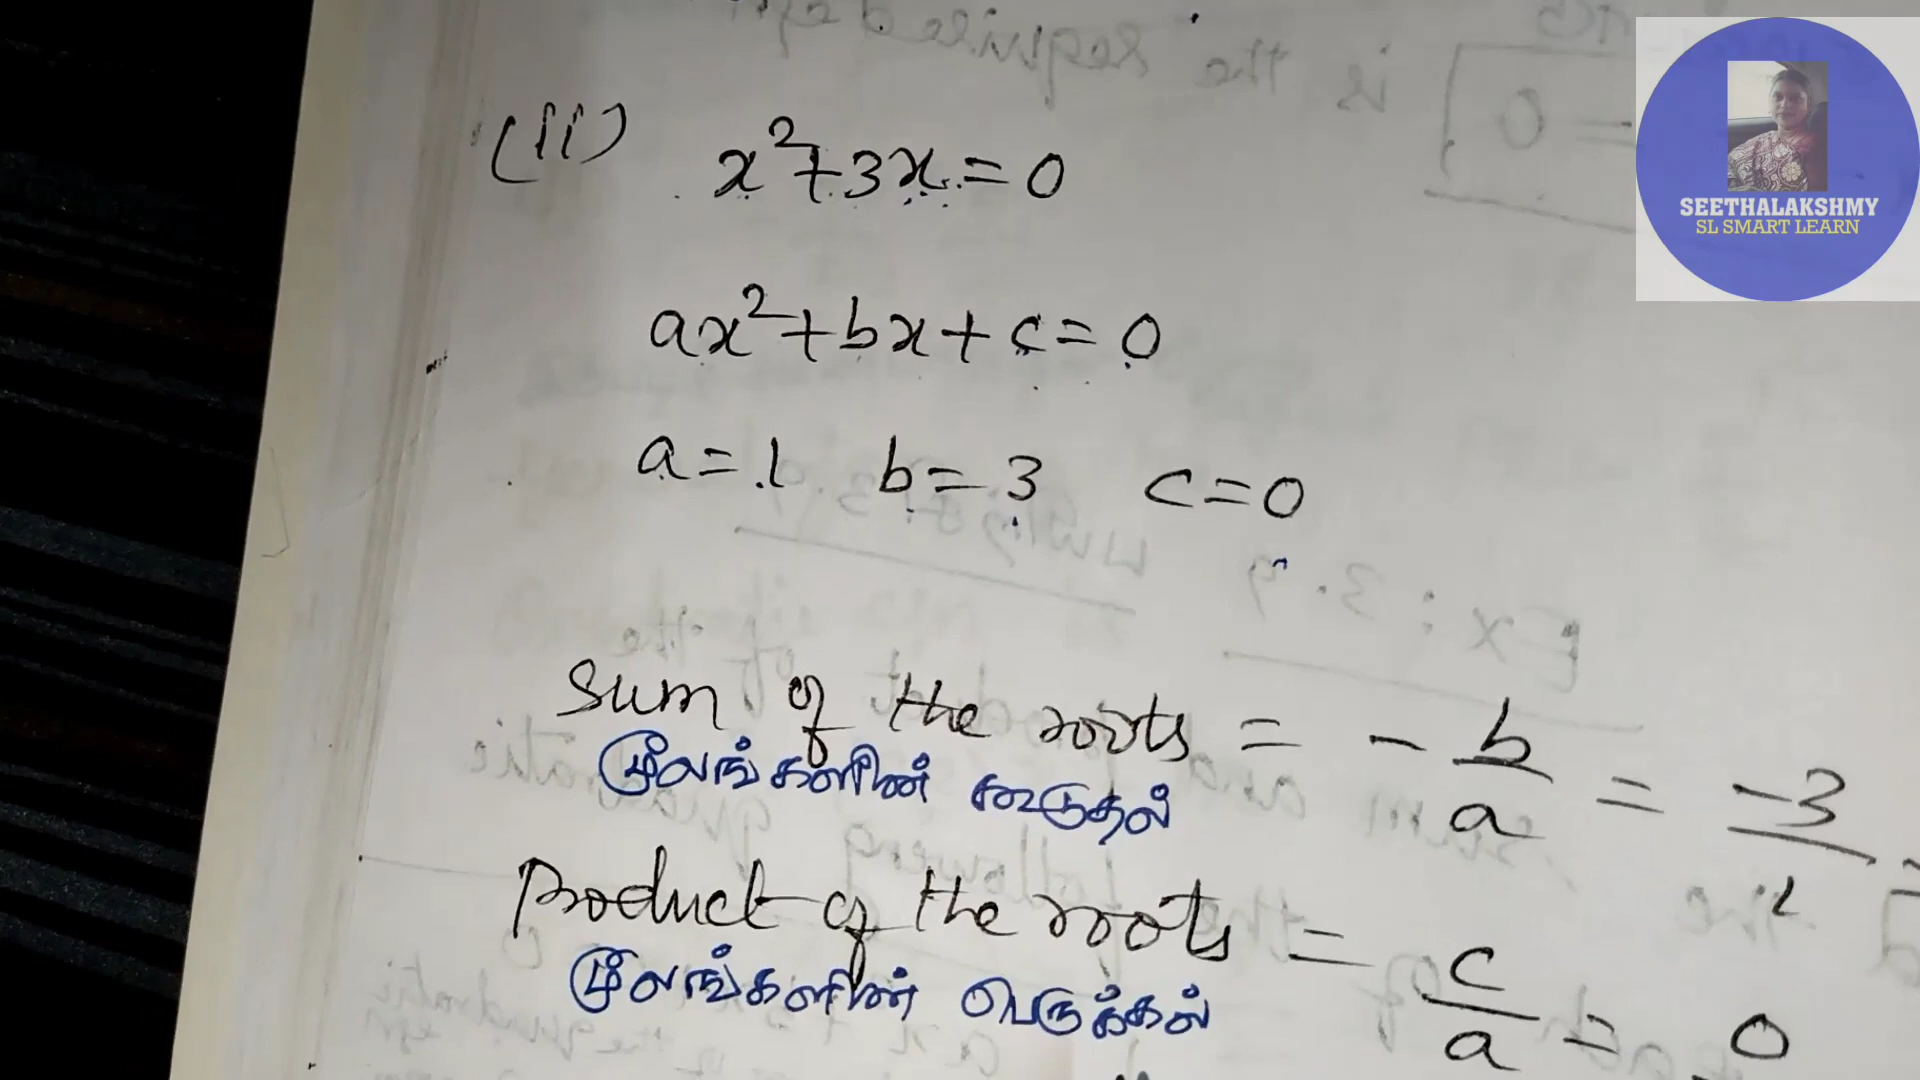 (ii) x²+3x=0
ax²+bx+c=0
a=1 b=3 c=0
Sum of the roots = - b/a = -3/1 =
மூலங்களின் கூடுதல்
Product of the roots = c/a = 0
மூலங்களின் பெருக்கல்
SEETHALAKSHMY
SL SMART LEARN